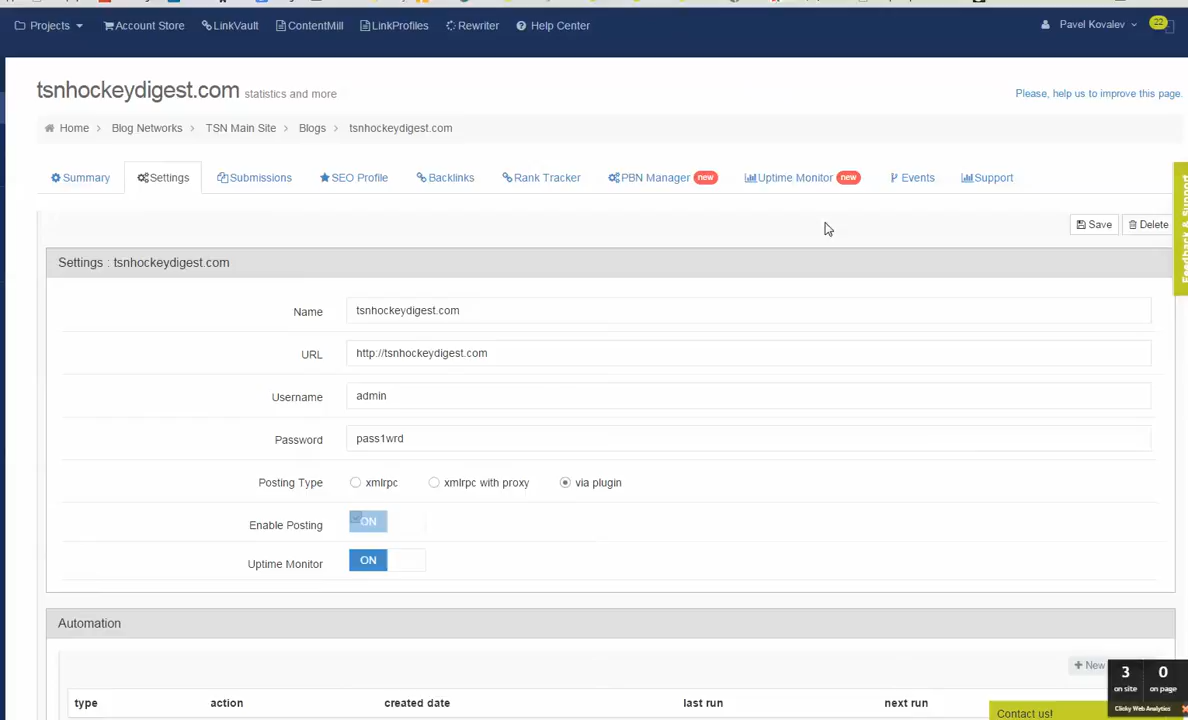 Projects Account Store LinkVault ContentMill LinkProfiles Rewriter Help Center Pavel Kovalev 22
tsnhockeydigest.com statistics and more
Please, help us to improve this page.
Home > Blog Networks > TSN Main Site > Blogs > tsnhockeydigest.com
Summary Settings Submissions SEO Profile Backlinks Rank Tracker PBN Manager new Uptime Monitor new Events Support
Feedback & Support
Save Delete
Settings : tsnhockeydigest.com
Name tsnhockeydigest.com
URL http://tsnhockeydigest.com
Username admin
Password pass1wrd
Posting Type xmlrpc xmlrpc with proxy via plugin
Enable Posting ON
Uptime Monitor ON
Automation
+ New
type action created date last run next run
3 on site 0 on page
Clicky Web Analytics
Contact us!